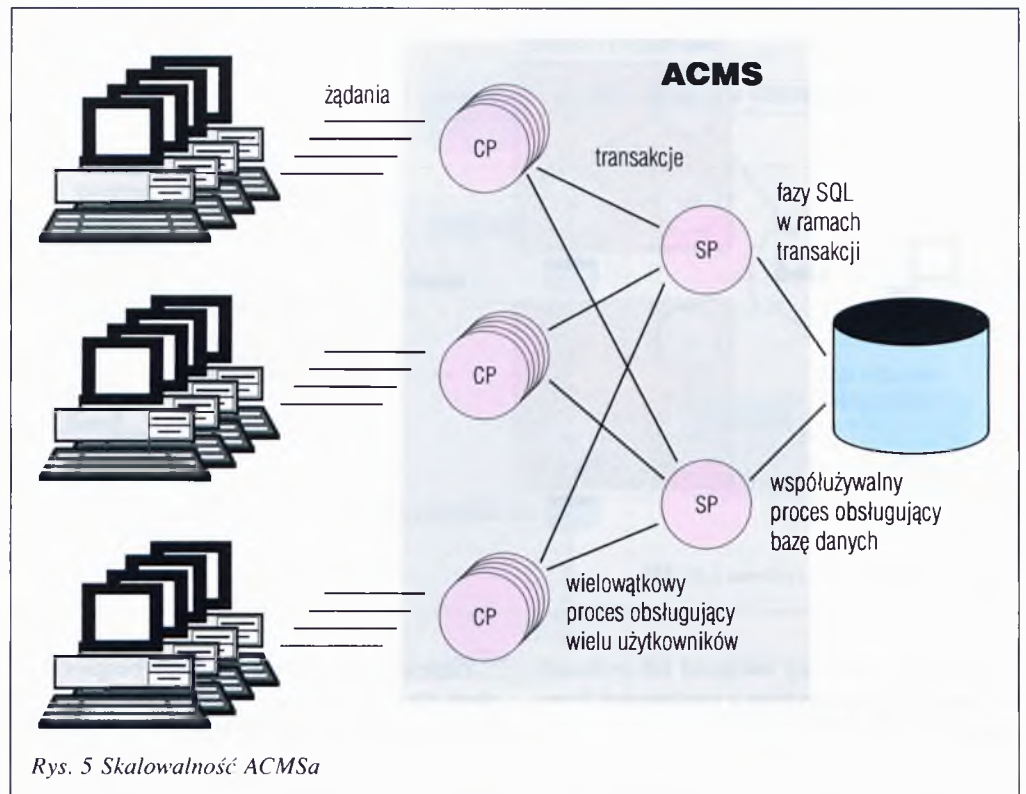 ACMS
żądania
CP
transakcje
fazy SQL
w ramach
transakcji
SP
CP
SP
współużywalny
proces obsługujący
bazę danych
CP
wielowątkowy
proces obsługujący
wielu użytkowników
Rys. 5 Skalowalność ACMSa